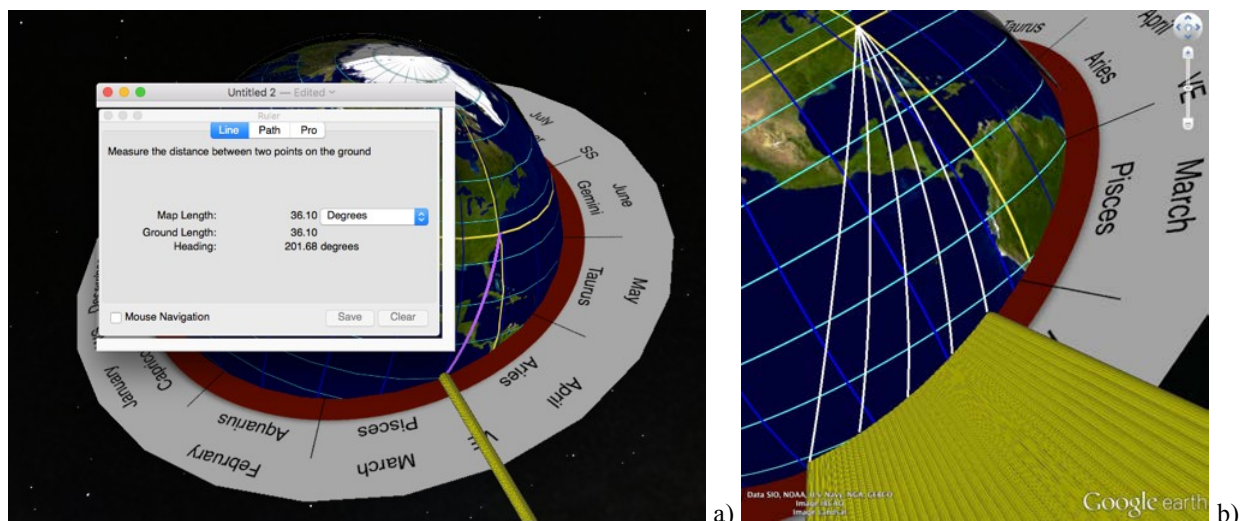 Untitled 2 — Edited
Ruler
Line Path Pro
Measure the distance between two points on the ground
Map Length: 36.10 Degrees
Ground Length: 36.10
Heading: 201.68 degrees
Mouse Navigation Save Clear
July
SS
June
Gemini
May
Taurus
April
Aries
March
Pisces
February
Aquarius
January
a)
Taurus
April
Aries
VE
March
Pisces
Data SIO, NOAA, U.S. Navy, NGA, GEBCO
Image Landsat
Google earth
b)